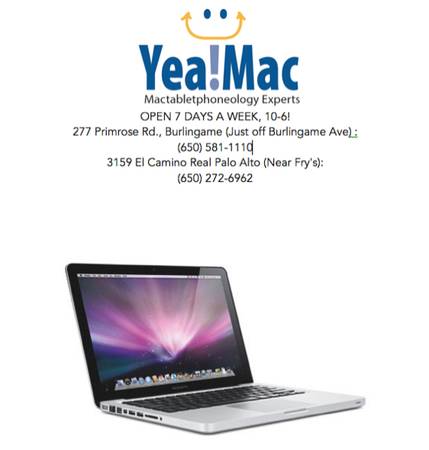 Yea!Mac
Mactabletphoneology Experts
OPEN 7 DAYS A WEEK, 10-6!
277 Primrose Rd., Burlingame (Just off Burlingame Ave) :
(650) 581-1110
3159 El Camino Real Palo Alto (Near Fry's):
(650) 272-6962